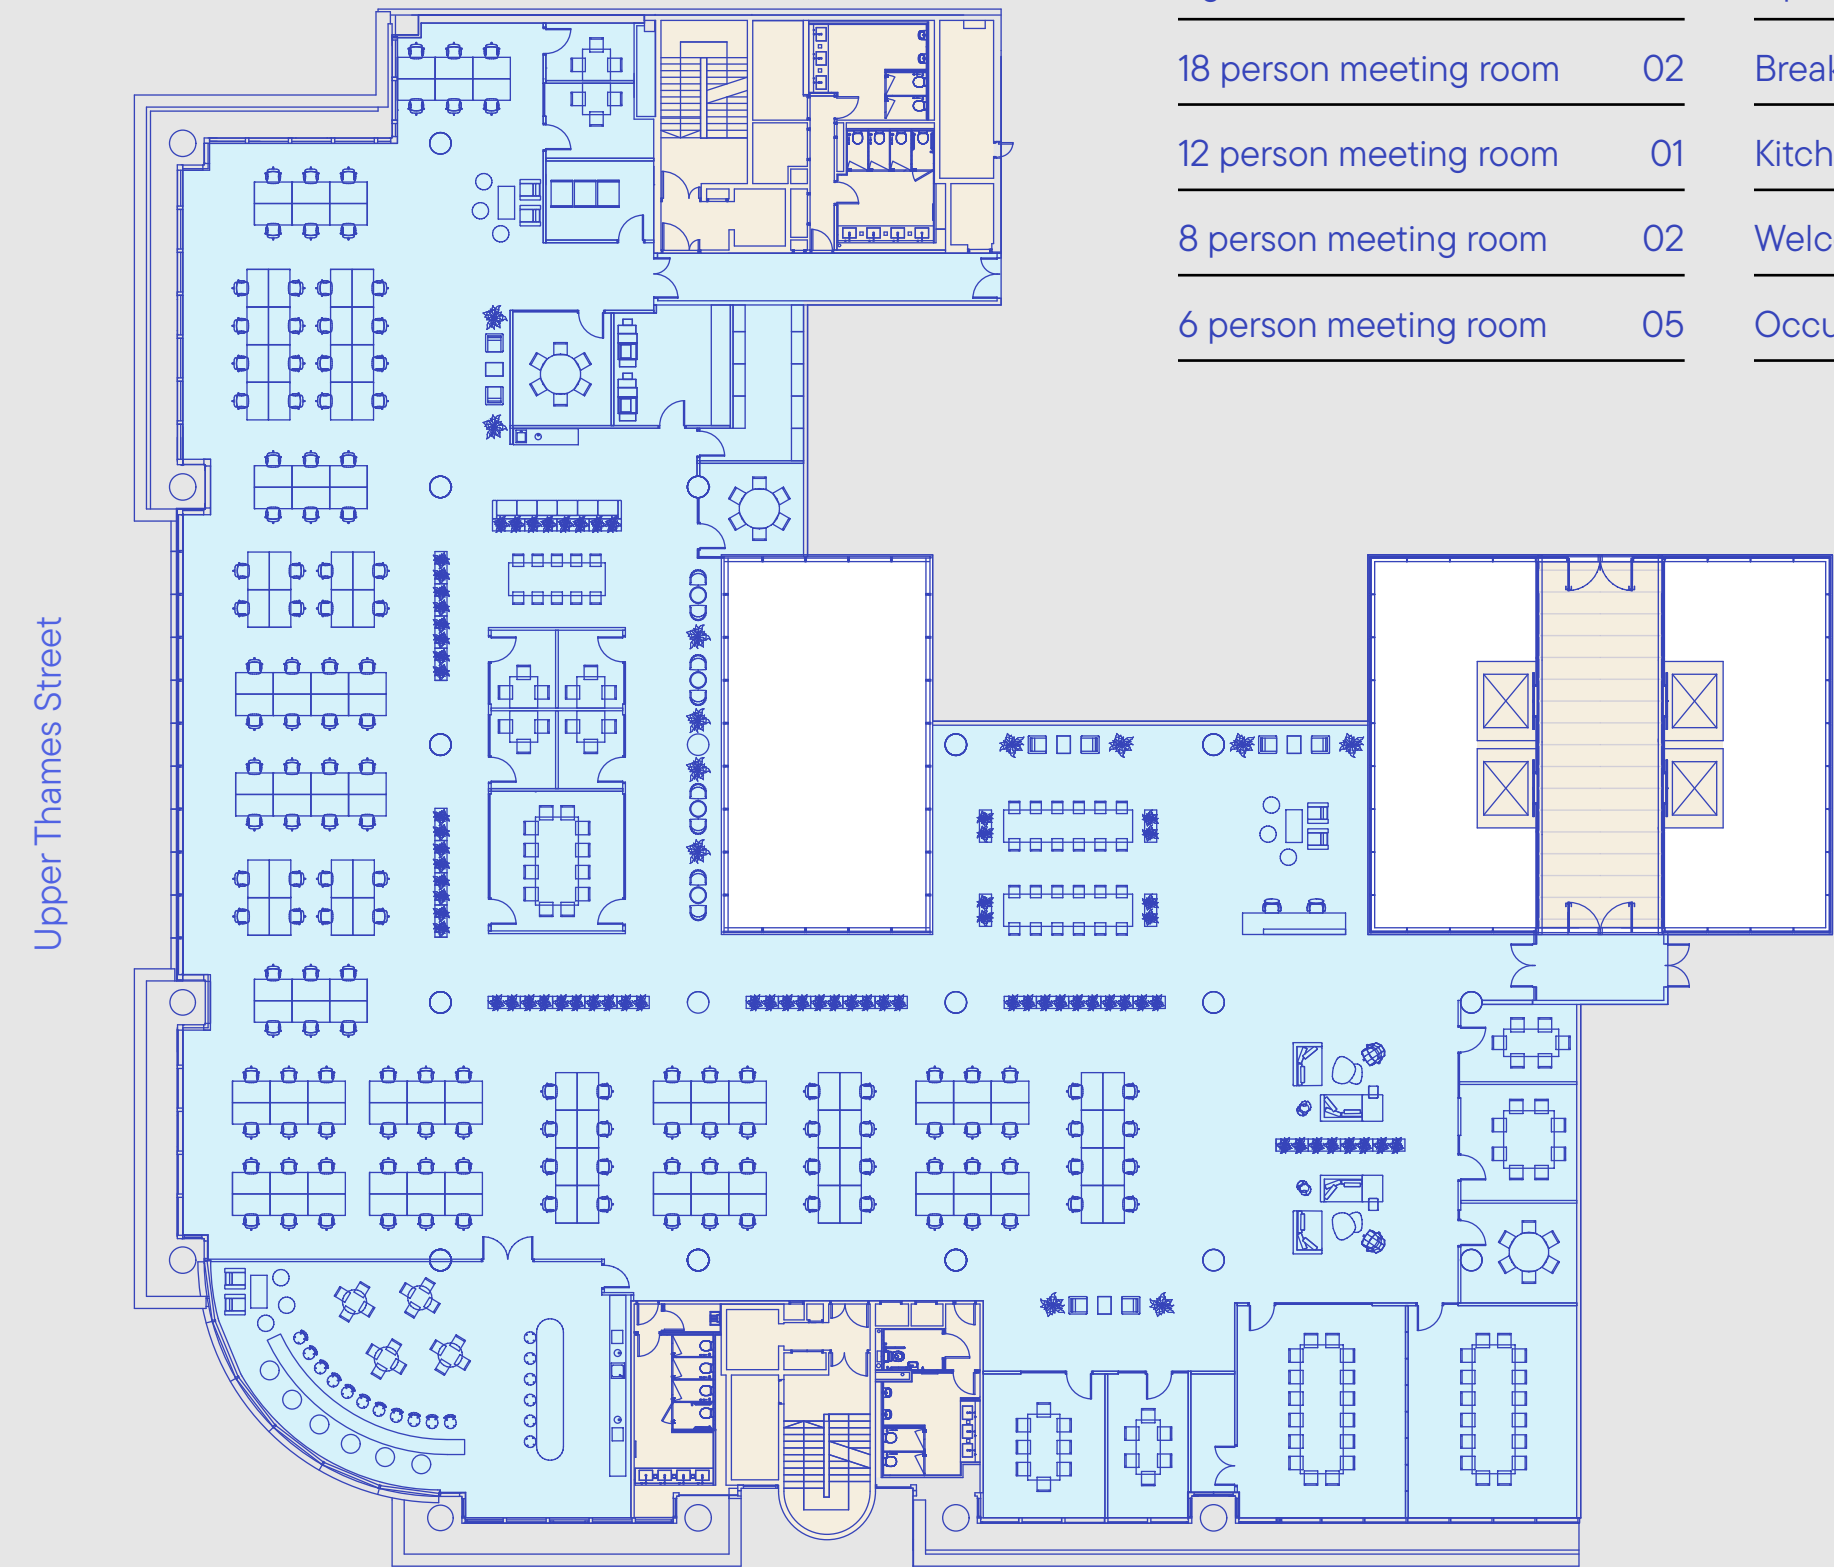 18 person meeting room 02
12 person meeting room 01
8 person meeting room 02
6 person meeting room 05
Upper Thames Street